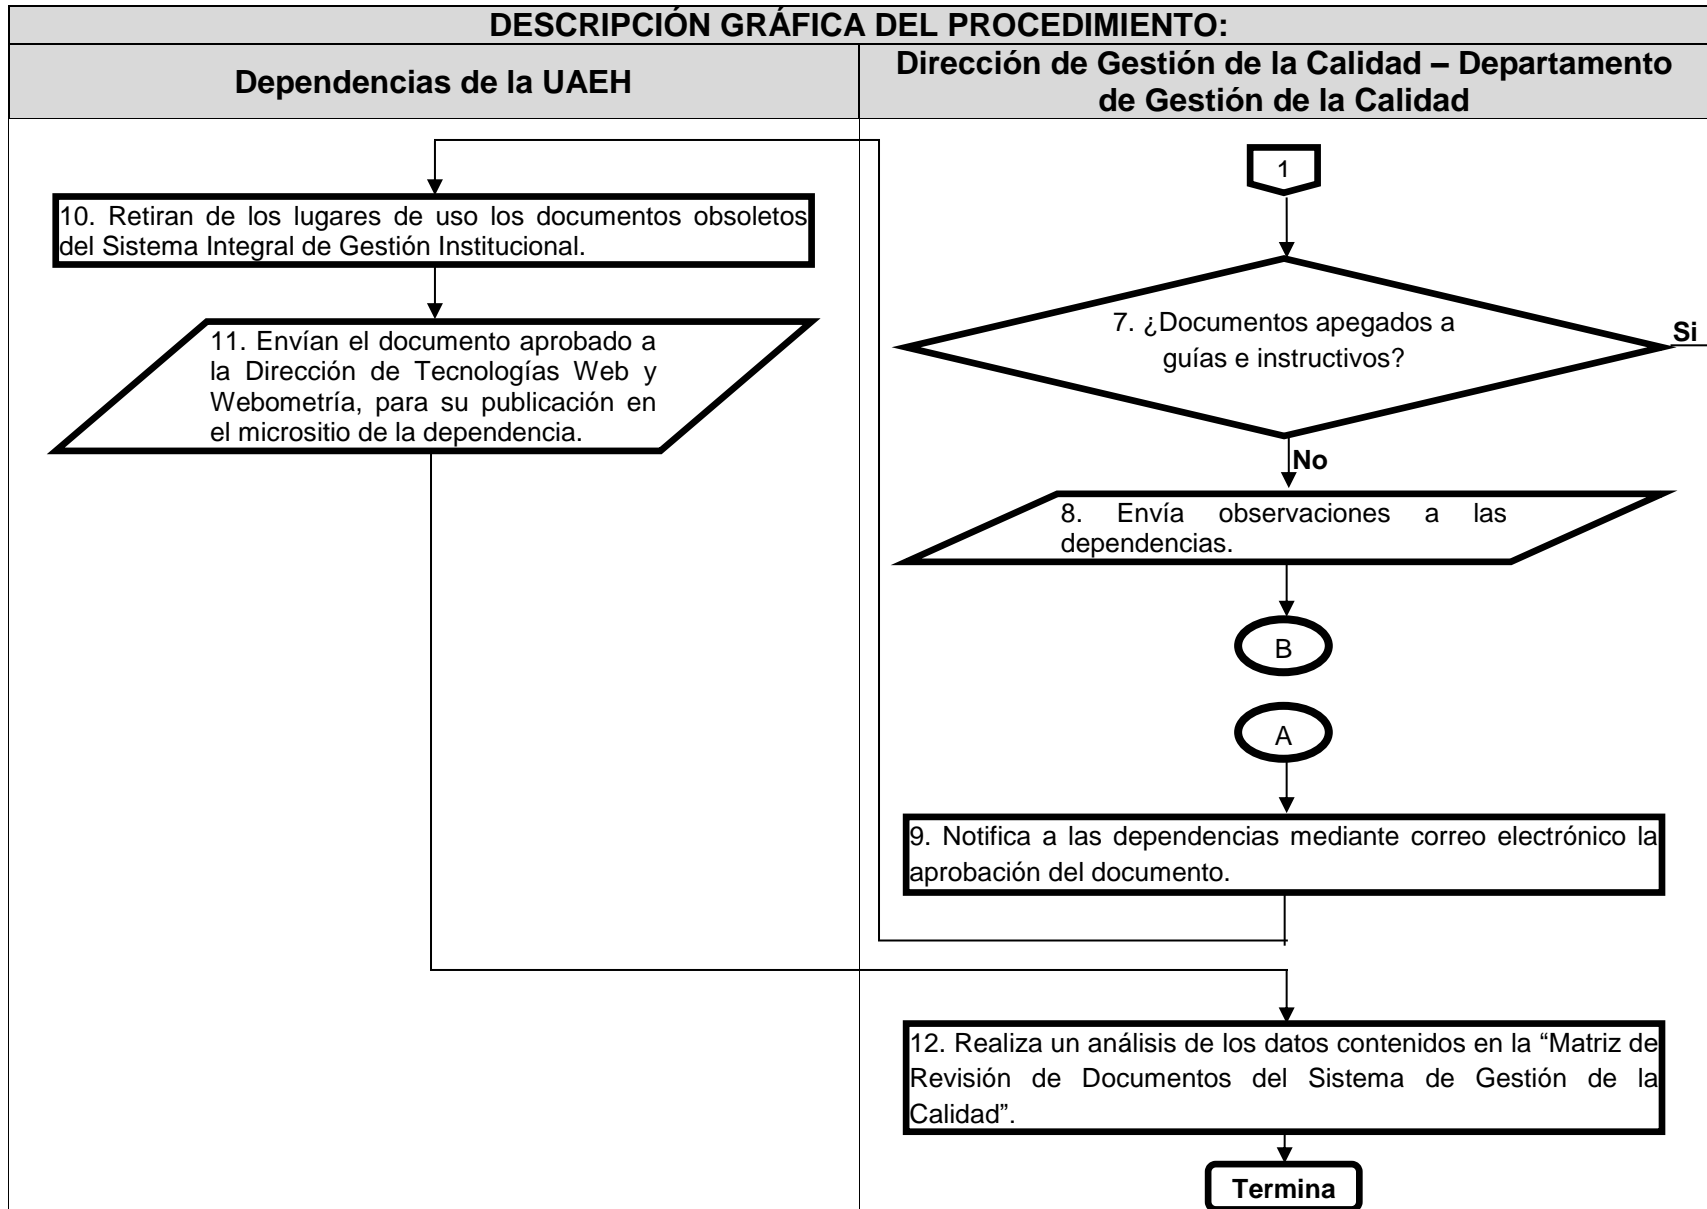 DESCRIPCIÓN GRÁFICA DEL PROCEDIMIENTO:
Dependencias de la UAEH
Dirección de Gestión de la Calidad – Departamento
de Gestión de la Calidad
1
7. ¿Documentos apegados a
guías e instructivos?
Si
No
8. Envía observaciones a las
dependencias.
B
A
9. Notifica a las dependencias mediante correo electrónico la
aprobación del documento.
10. Retiran de los lugares de uso los documentos obsoletos
del Sistema Integral de Gestión Institucional.
11. Envían el documento aprobado a
la Dirección de Tecnologías Web y
Webometría, para su publicación en
el micrositio de la dependencia.
12. Realiza un análisis de los datos contenidos en la “Matriz de
Revisión de Documentos del Sistema de Gestión de la
Calidad”.
Termina